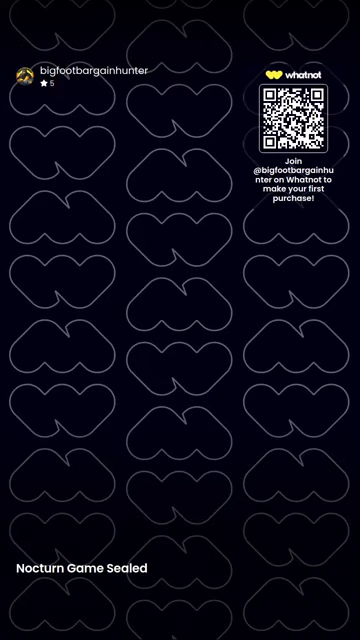 bigfootbargainhunter
5
whatnot
Join
@bigfootbargainhu
nter on Whatnot to
make your first
purchase!
Nocturn Game Sealed